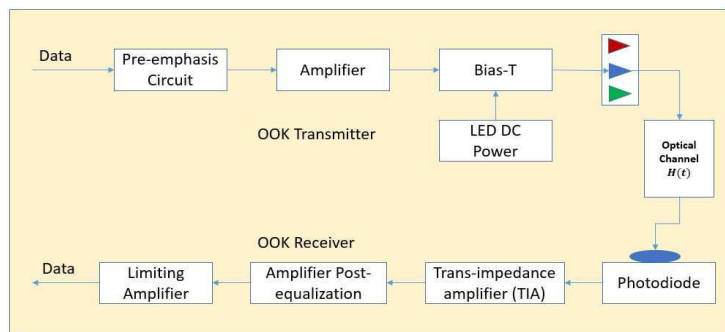 Data
Pre-emphasis
Circuit
Amplifier
Bias-T
OOK Transmitter
LED DC
Power
Optical
Channel
H(t)
OOK Receiver
Data
Limiting
Amplifier
Amplifier Post-
equalization
Trans-impedance
amplifier (TIA)
Photodiode